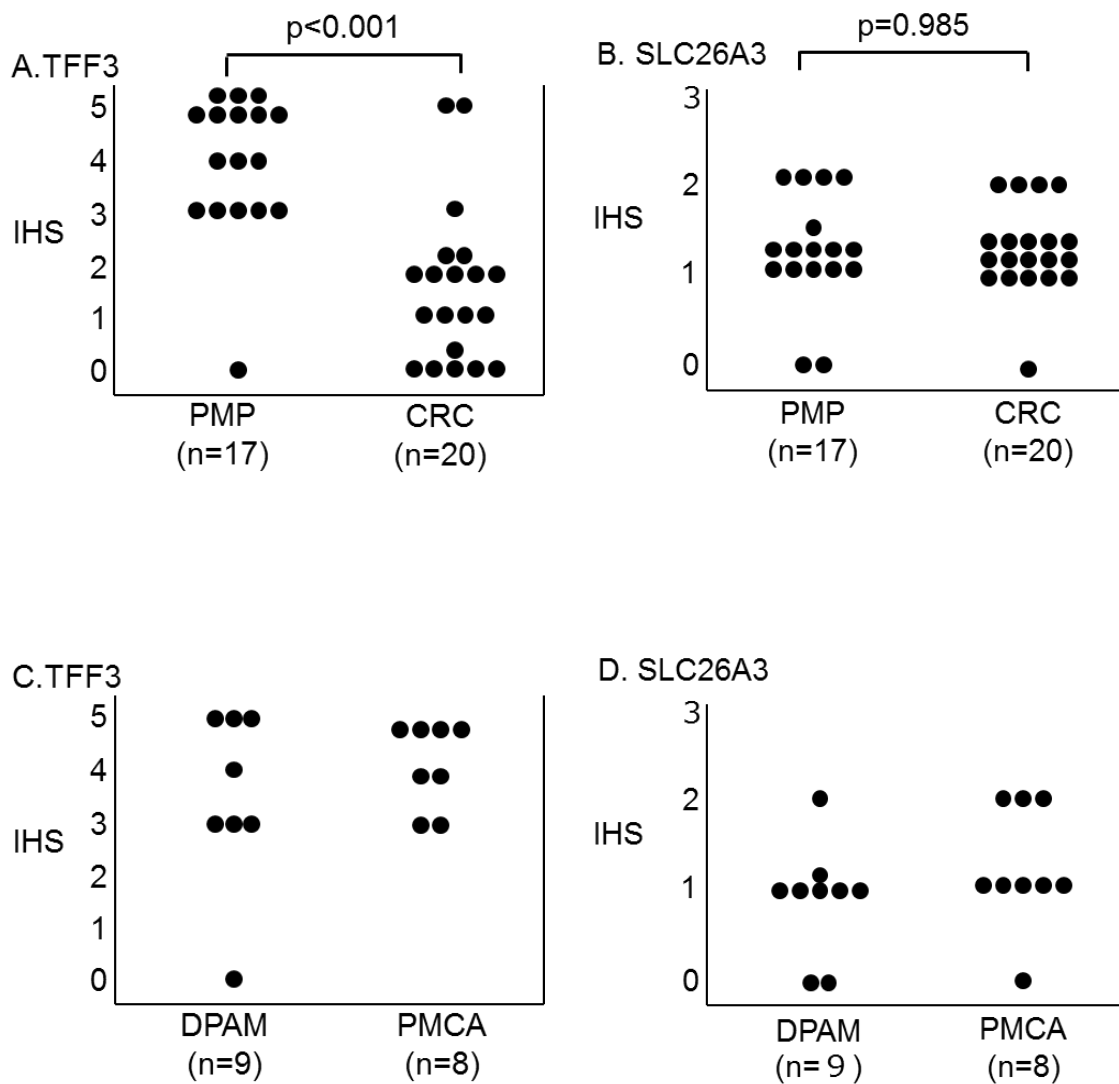 p<0.001
A.TFF3
5
4
3
2
1
0
IHS
PMP
(n=17)
CRC
(n=20)
p=0.985
B. SLC26A3
3
2
1
0
IHS
PMP
(n=17)
CRC
(n=20)
C.TFF3
5
4
3
2
1
0
IHS
DPAM
(n=9)
PMCA
(n=8)
D. SLC26A3
3
2
1
0
IHS
DPAM
(n= 9)
PMCA
(n=8)